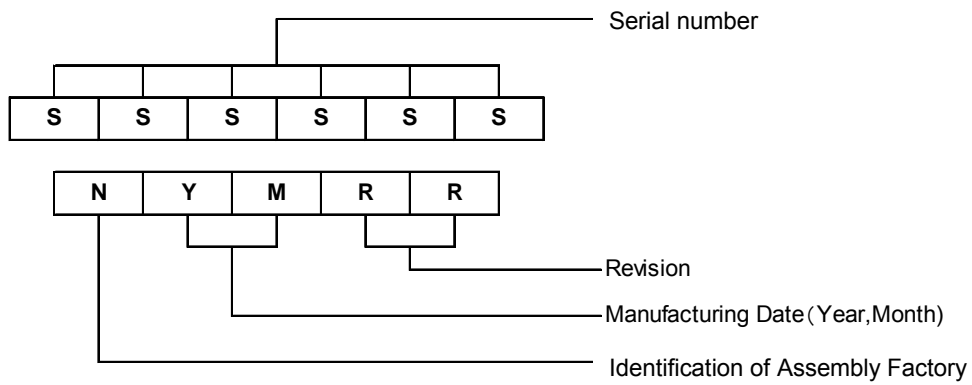 Serial number
S S S S S S
N Y M R R
Revision
Manufacturing Date(Year,Month)
Identification of Assembly Factory